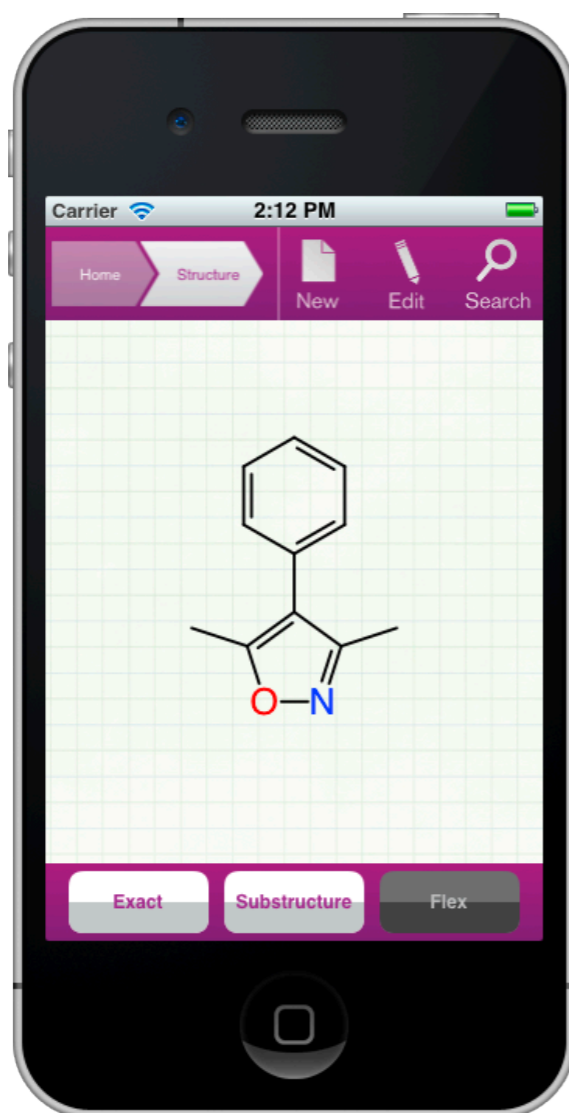 Carrier 2:12 PM
Home Structure New Edit Search
O N
Exact Substructure Flex